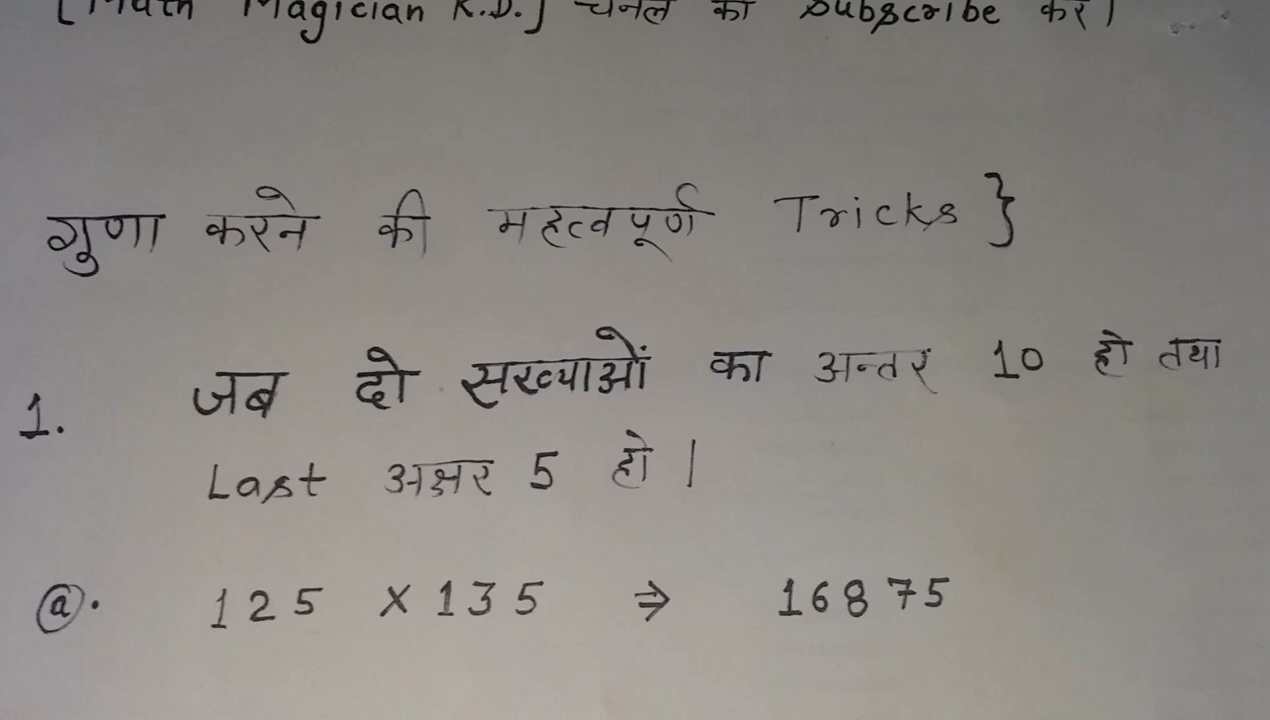 [Math Magician K.D.] चैनल को Subscribe करें।
गुणा करने की महत्वपूर्ण Tricks }
1. जब दो सख्याओं का अन्तर 10 हो तथा
Last अक्षर 5 हो।
(a). 125 × 135 ⇒ 16875